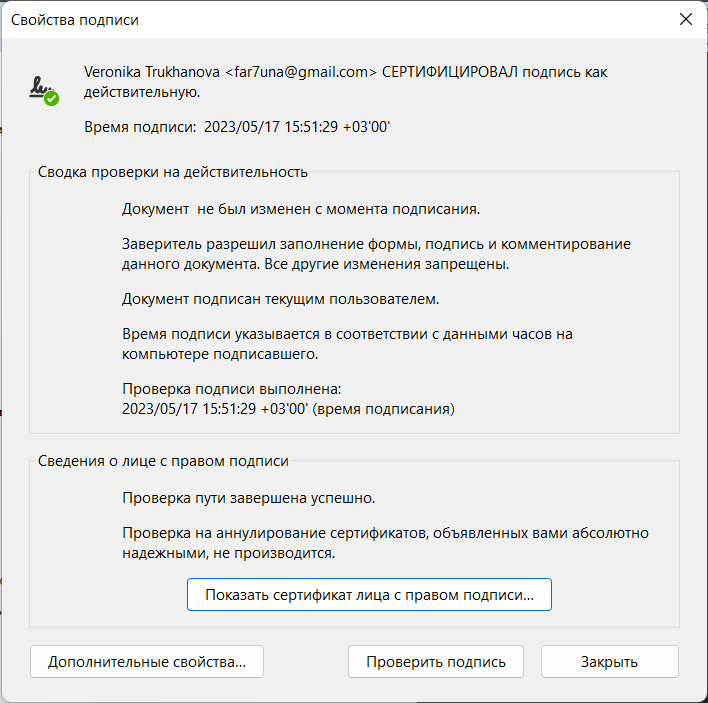 Свойства подписи
Veronika Trukhanova <far7una@gmail.com> СЕРТИФИЦИРОВАЛ подпись как
действительную.
Время подписи: 2023/05/17 15:51:29 +03'00'
Сводка проверки на действительность
Документ не был изменен с момента подписания.
Заверитель разрешил заполнение формы, подпись и комментирование
данного документа. Все другие изменения запрещены.
Документ подписан текущим пользователем.
Время подписи указывается в соответствии с данными часов на
компьютере подписавшего.
Проверка подписи выполнена:
2023/05/17 15:51:29 +03'00' (время подписания)
Сведения о лице с правом подписи
Проверка пути завершена успешно.
Проверка на аннулирование сертификатов, объявленных вами абсолютно
надежными, не производится.
Показать сертификат лица с правом подписи...
Дополнительные свойства...
Проверить подпись
Закрыть